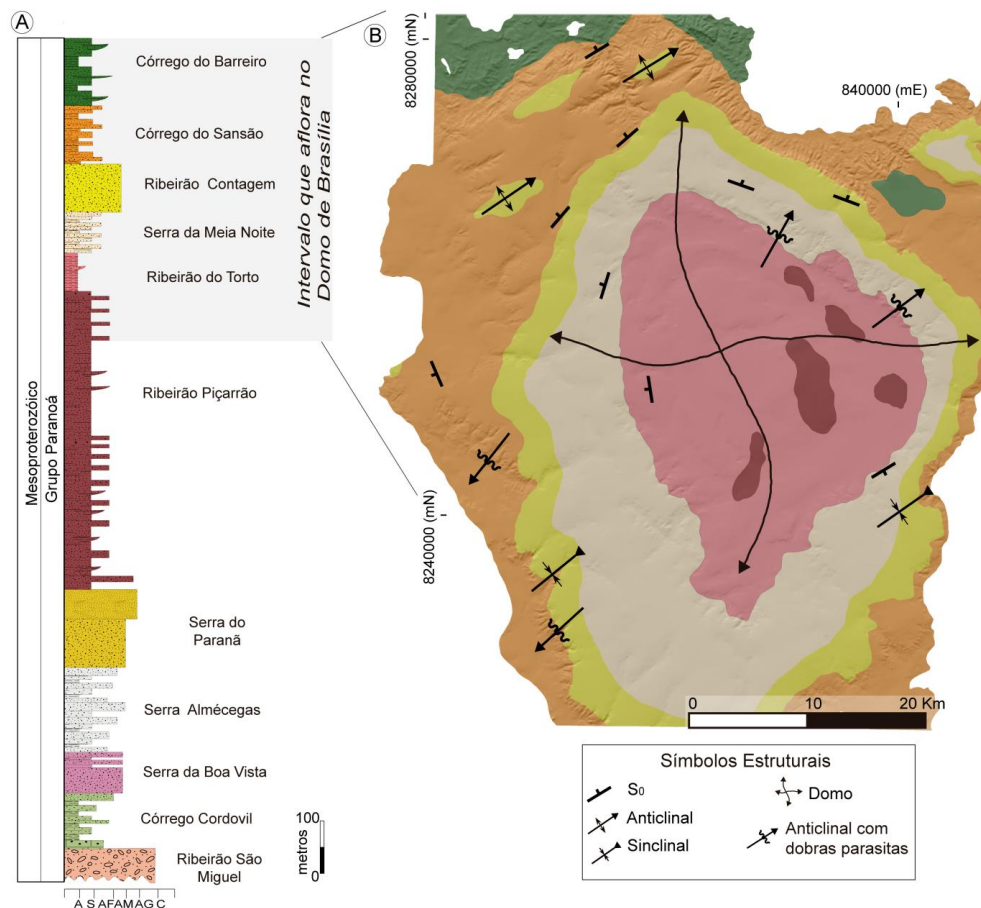 A
Mesoproterozóico
Grupo Paranoá
Córrego do Barreiro
Córrego do Sansão
Ribeirão Contagem
Serra da Meia Noite
Ribeirão do Torto
Ribeirão Piçarrão
Serra do
Paranã
Serra Almécegas
Serra da Boa Vista
Córrego Cordovil
Ribeirão São
Miguel
100
metros
0
A S AF AM AG C
Intervalo que aflora no
Domo de Brasília
B
8280000 (mN)
840000 (mE)
8240000 (mN)
0 10 20 Km
Símbolos Estruturais
S0
Anticlinal
Sinclinal
Domo
Anticlinal com
dobras parasitas